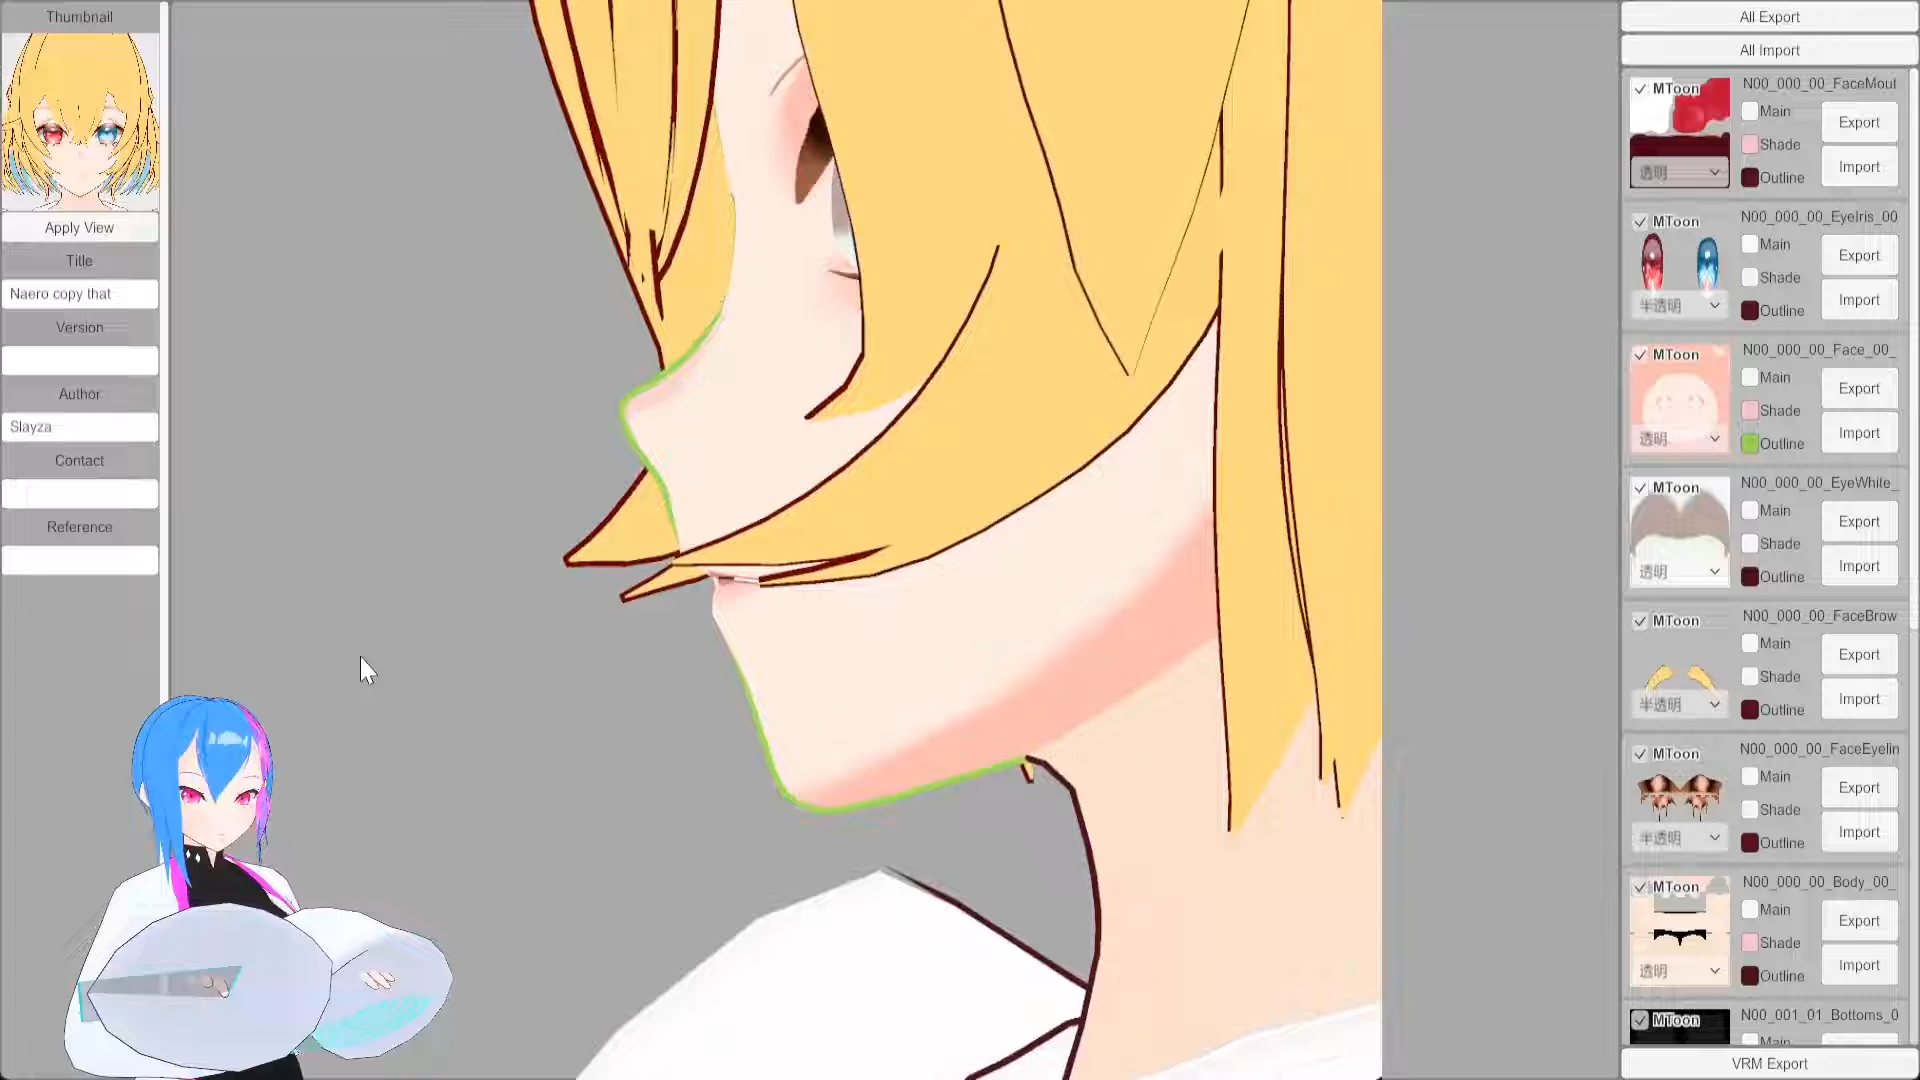 Thumbnail
Apply View
Title
Naero copy that
Version
Author
Slayza
Contact
Reference
All Export
All Import
MToon
N00_000_00_FaceMout
Main
Export
Shade
透明
Import
Outline
MToon
N00_000_00_EyeIris_00
Main
Export
Shade
半透明
Import
Outline
MToon
N00_000_00_Face_00_
Main
Export
Shade
透明
Import
Outline
MToon
N00_000_00_EyeWhite_
Main
Export
Shade
透明
Import
Outline
MToon
N00_000_00_FaceBrow
Main
Export
Shade
半透明
Import
Outline
MToon
N00_000_00_FaceEyelin
Main
Export
Shade
半透明
Import
Outline
MToon
N00_000_00_Body_00_
Main
Export
Shade
透明
Import
Outline
MToon
N00_001_01_Bottoms_0
Main
VRM Export